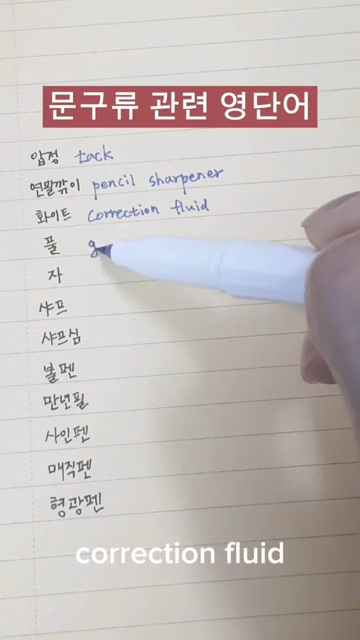 문구류 관련 영단어
압정 tack
연필깎이 pencil sharpener
화이트 correction fluid
풀 g
자
샤프
샤프심
볼펜
만년필
사인펜
매직펜
형광펜
correction fluid